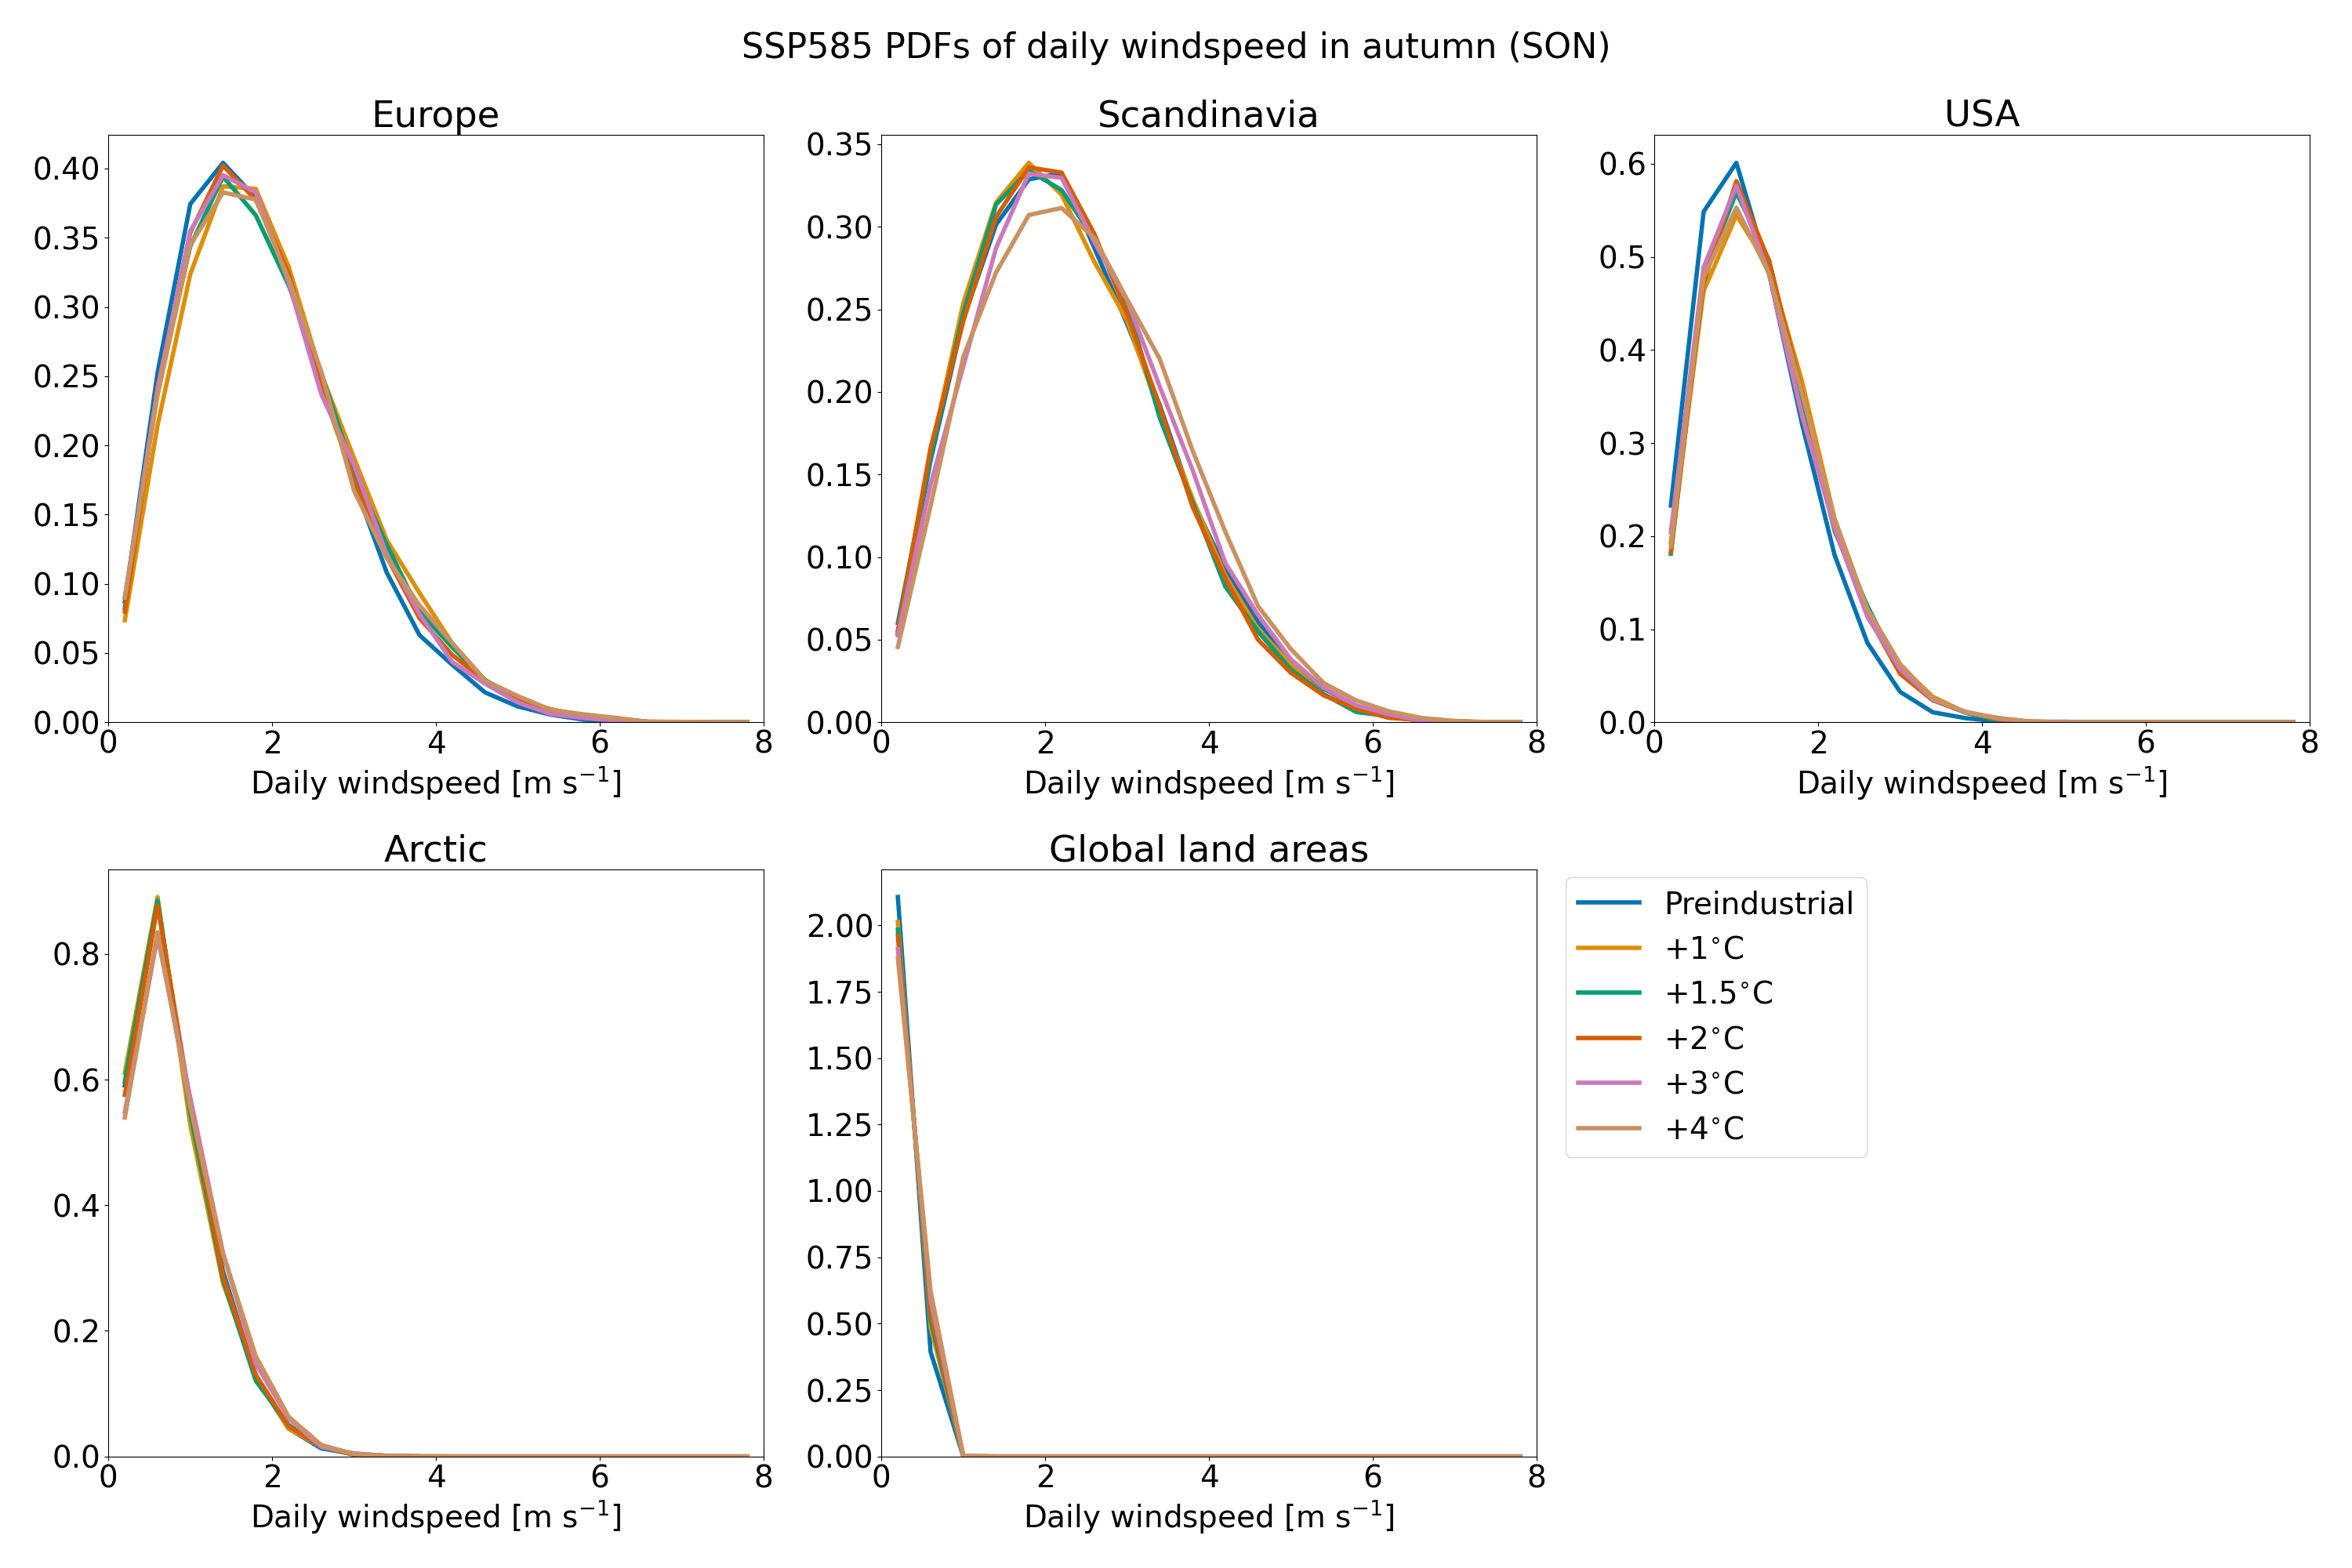 SSP585 PDFs of daily windspeed in autumn (SON)
Europe
0.40
0.35
0.30
0.25
0.20
0.15
0.10
0.05
0.00
0 2 4 6 8
Daily windspeed [m s⁻¹]
Scandinavia
0.35
0.30
0.25
0.20
0.15
0.10
0.05
0.00
0 2 4 6 8
Daily windspeed [m s⁻¹]
USA
0.6
0.5
0.4
0.3
0.2
0.1
0.0
0 2 4 6 8
Daily windspeed [m s⁻¹]
Arctic
0.8
0.6
0.4
0.2
0.0
0 2 4 6 8
Daily windspeed [m s⁻¹]
Global land areas
2.00
1.75
1.50
1.25
1.00
0.75
0.50
0.25
0.00
0 2 4 6 8
Daily windspeed [m s⁻¹]
Preindustrial
+1°C
+1.5°C
+2°C
+3°C
+4°C